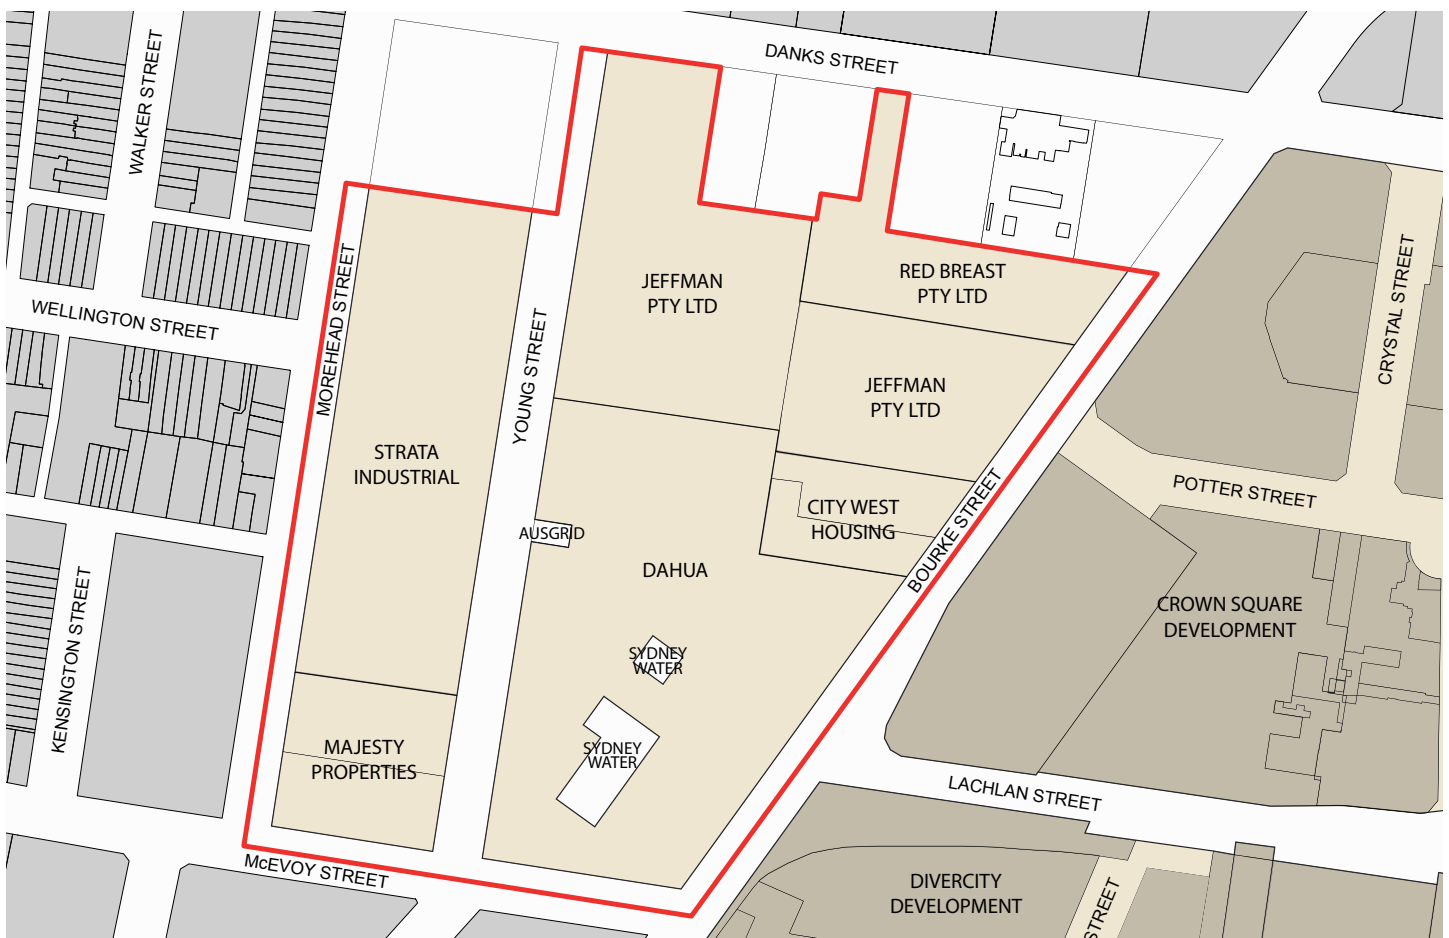 DANKS STREET
WALKER STREET
WELLINGTON STREET
MOREHEAD STREET
JEFFMAN
PTY LTD
RED BREAST
PTY LTD
CRYSTAL STREET
YOUNG STREET
JEFFMAN
PTY LTD
STRATA
INDUSTRIAL
POTTER STREET
CITY WEST
HOUSING
BOURKE STREET
AUSGRID
DAHUA
CROWN SQUARE
DEVELOPMENT
KENSINGTON STREET
SYDNEY
WATER
MAJESTY
PROPERTIES
SYDNEY
WATER
LACHLAN STREET
McEVOY STREET
DIVERCITY
DEVELOPMENT
STREET